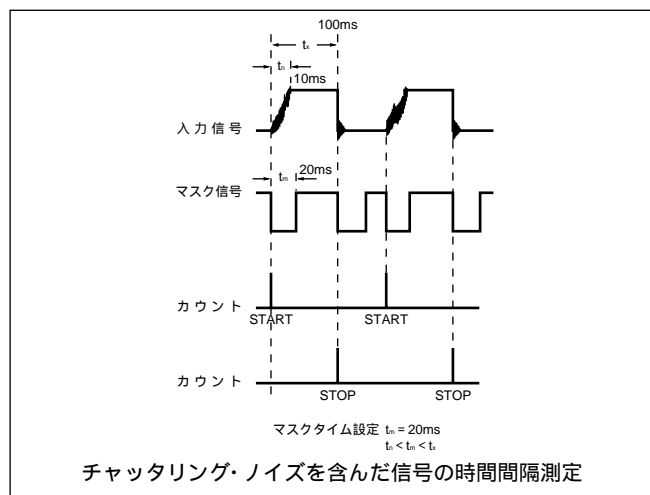 100ms
tx
tn
10ms
入力信号
20ms
tm
マスク信号
カウント
START START
カウント
STOP STOP
マスクタイム設定 tm = 20ms
tn < tm < tx
チャッタリング・ノイズを含んだ信号の時間間隔測定